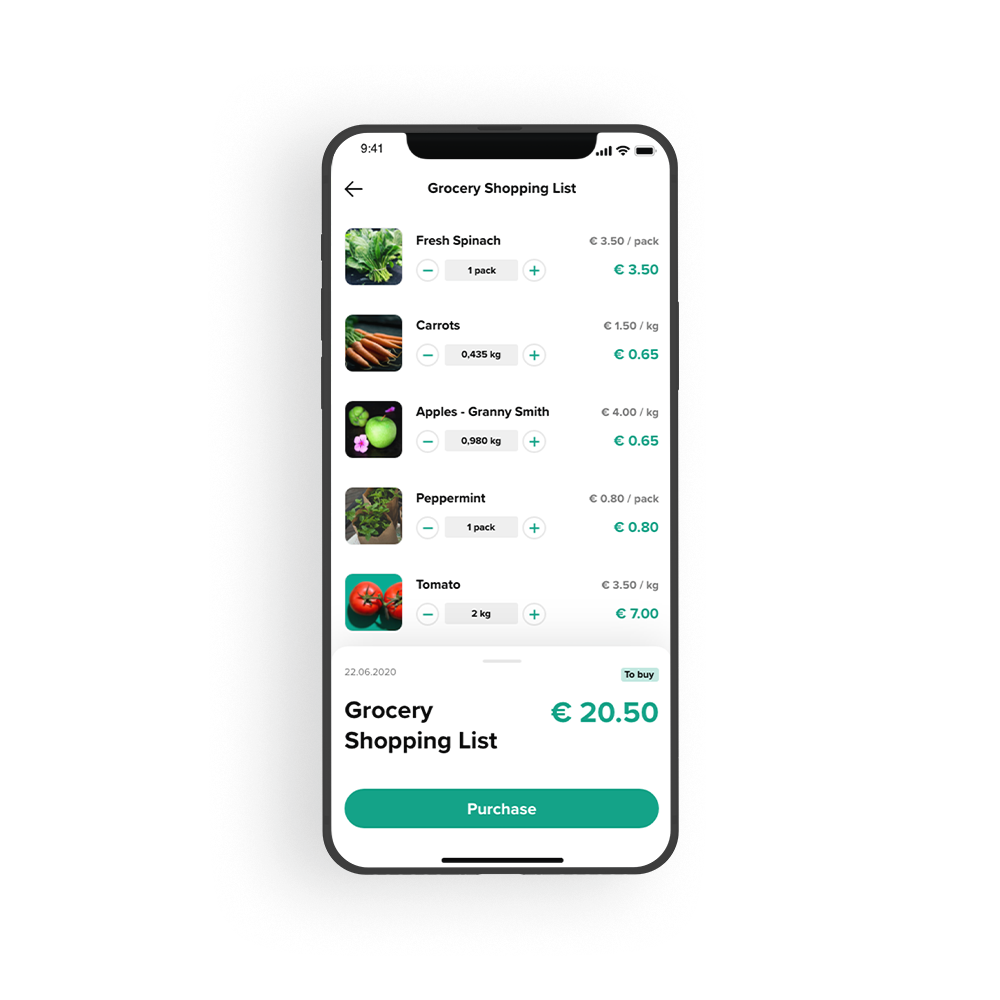 9:41
Grocery Shopping List
Fresh Spinach € 3.50 / pack
1 pack € 3.50
Carrots € 1.50 / kg
0,435 kg € 0.65
Apples - Granny Smith € 4.00 / kg
0,980 kg € 0.65
Peppermint € 0.80 / pack
1 pack € 0.80
Tomato € 3.50 / kg
2 kg € 7.00
22.06.2020 To buy
Grocery € 20.50
Shopping List
Purchase